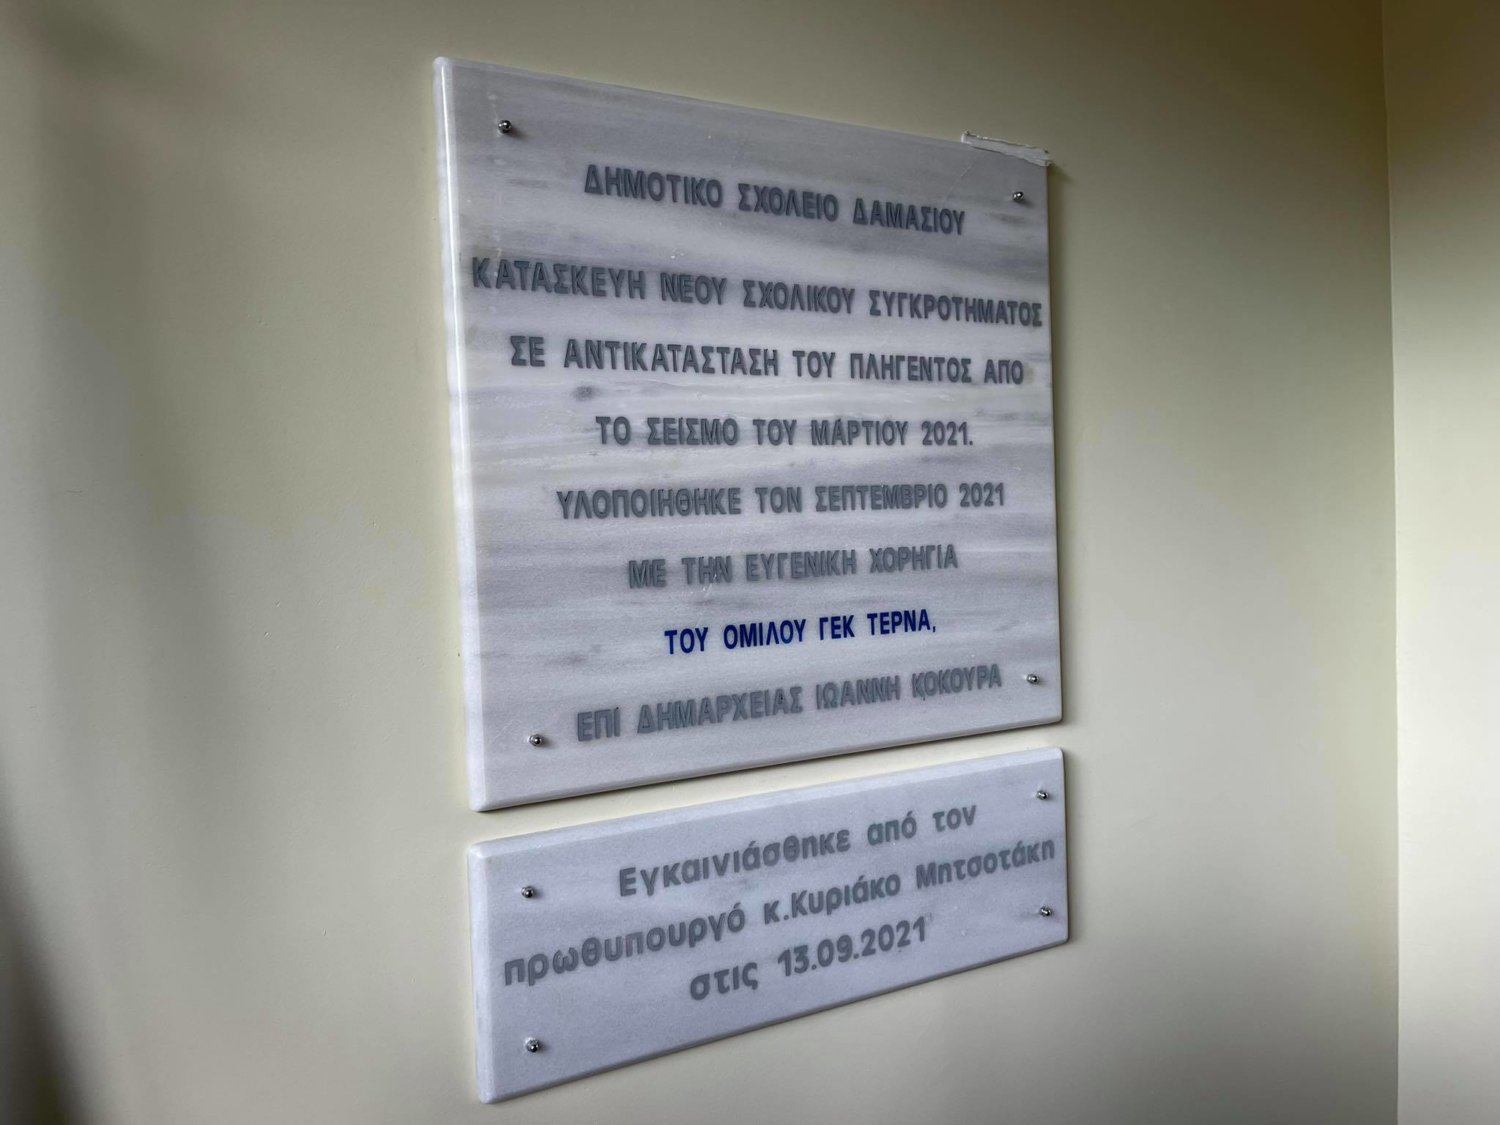 ΔΗΜΟΤΙΚΟ ΣΧΟΛΕΙΟ ΔΑΜΑΣΙΟΥ
ΚΑΤΑΣΚΕΥΗ ΝΕΟΥ ΣΧΟΛΙΚΟΥ ΣΥΓΚΡΟΤΗΜΑΤΟΣ
ΣΕ ΑΝΤΙΚΑΤΑΣΤΑΣΗ ΤΟΥ ΠΛΗΓΕΝΤΟΣ ΑΠΟ
ΤΟ ΣΕΙΣΜΟ ΤΟΥ ΜΑΡΤΙΟΥ 2021.
ΥΛΟΠΟΙΗΘΗΚΕ ΤΟΝ ΣΕΠΤΕΜΒΡΙΟ 2021
ΜΕ ΤΗΝ ΕΥΓΕΝΙΚΗ ΧΟΡΗΓΙΑ
ΤΟΥ ΟΜΙΛΟΥ ΓΕΚ ΤΕΡΝΑ,
ΕΠΙ ΔΗΜΑΡΧΕΙΑΣ ΙΩΑΝΝΗ ΚΟΚΟΥΡΑ
Εγκαινιάσθηκε από τον
πρωθυπουργό κ.Κυριάκο Μητσοτάκη
στις 13.09.2021